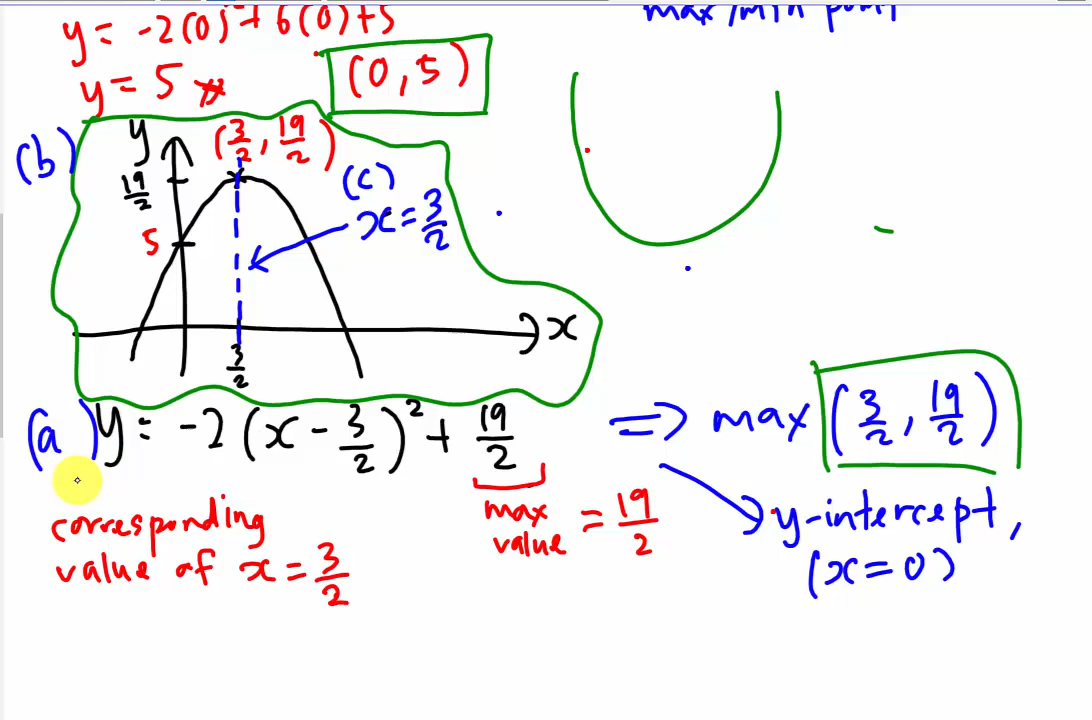 max/min point
y = -2(0)² + 6(0) + 5
y = 5
(0, 5)
(b)
y
(3/2, 19/2)
19/2
(c)
x = 3/2
5
x
3/2
(a) y = -2(x - 3/2)² + 19/2 ⇒ max (3/2, 19/2)
corresponding
value of x = 3/2
max
value = 19/2
y-intercept,
(x = 0)